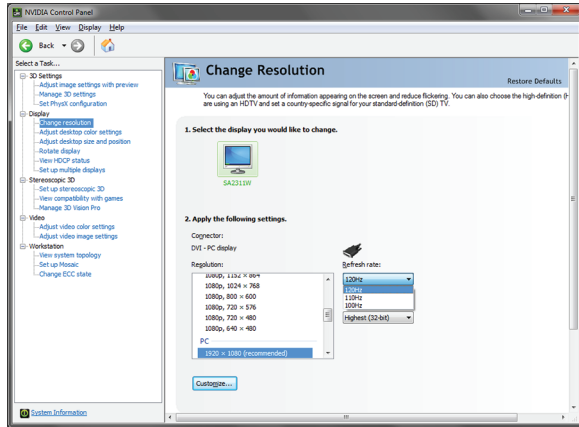 NVIDIA Control Panel
File Edit View Display Help
Back
Select a Task...
3D Settings
Adjust image settings with preview
Manage 3D settings
Set PhysX configuration
Display
Change resolution
Adjust desktop color settings
Adjust desktop size and position
Rotate display
View HDCP status
Set up multiple displays
Stereoscopic 3D
Set up stereoscopic 3D
View compatibility with games
Manage 3D Vision Pro
Video
Adjust video color settings
Adjust video image settings
Workstation
View system topology
Set up Mosaic
Change ECC state
System Information
Change Resolution
Restore Defaults
You can adjust the amount of information appearing on the screen and reduce flickering. You can also choose the high-definition (H
are using an HDTV and set a country-specific signal for your standard-definition (SD) TV.
1. Select the display you would like to change.
SA2311W
2. Apply the following settings.
Connector:
DVI - PC display
Resolution:
Refresh rate:
1080p, 1152 × 864
1080p, 1024 × 768
1080p, 800 × 600
1080p, 720 × 576
1080p, 720 × 480
1080p, 640 × 480
PC
1920 × 1080 (recommended)
120Hz
120Hz
110Hz
100Hz
Highest (32-bit)
Customize...